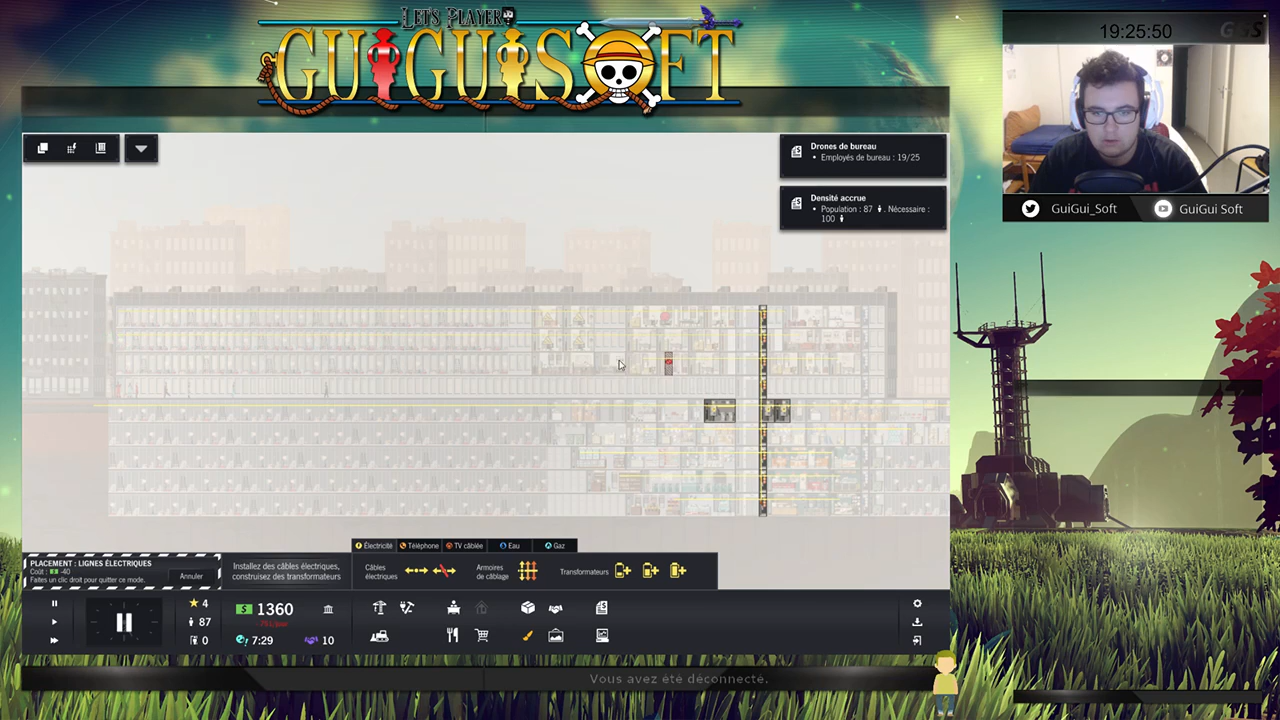 LET'S PLAYER
GUIGUISOFT
19:25:50
GGS
GuiGui_Soft
GuiGui Soft
Drones de bureau
• Employés de bureau : 19/25
Densité accrue
• Population : 87 . Nécessaire :
100
Électricité
Téléphone
TV câblée
Eau
Gaz
PLACEMENT : LIGNES ÉLECTRIQUES
Coût : -40
Faites un clic droit pour quitter ce mode.
Annuler
Installez des câbles électriques,
construisez des transformateurs
Câbles
électriques
Armoires
de câblage
Transformateurs
4
87
0
1360
7:29
10
Vous avez été déconnecté.